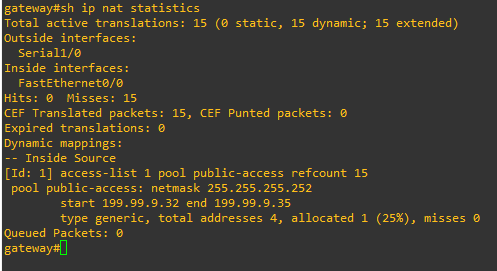 gateway#sh ip nat statistics
Total active translations: 15 (0 static, 15 dynamic; 15 extended)
Outside interfaces:
  Serial1/0
Inside interfaces:
  FastEthernet0/0
Hits: 0  Misses: 15
CEF Translated packets: 15, CEF Punted packets: 0
Expired translations: 0
Dynamic mappings:
-- Inside Source
[Id: 1] access-list 1 pool public-access refcount 15
 pool public-access: netmask 255.255.255.252
        start 199.99.9.32 end 199.99.9.35
        type generic, total addresses 4, allocated 1 (25%), misses 0
Queued Packets: 0
gateway#